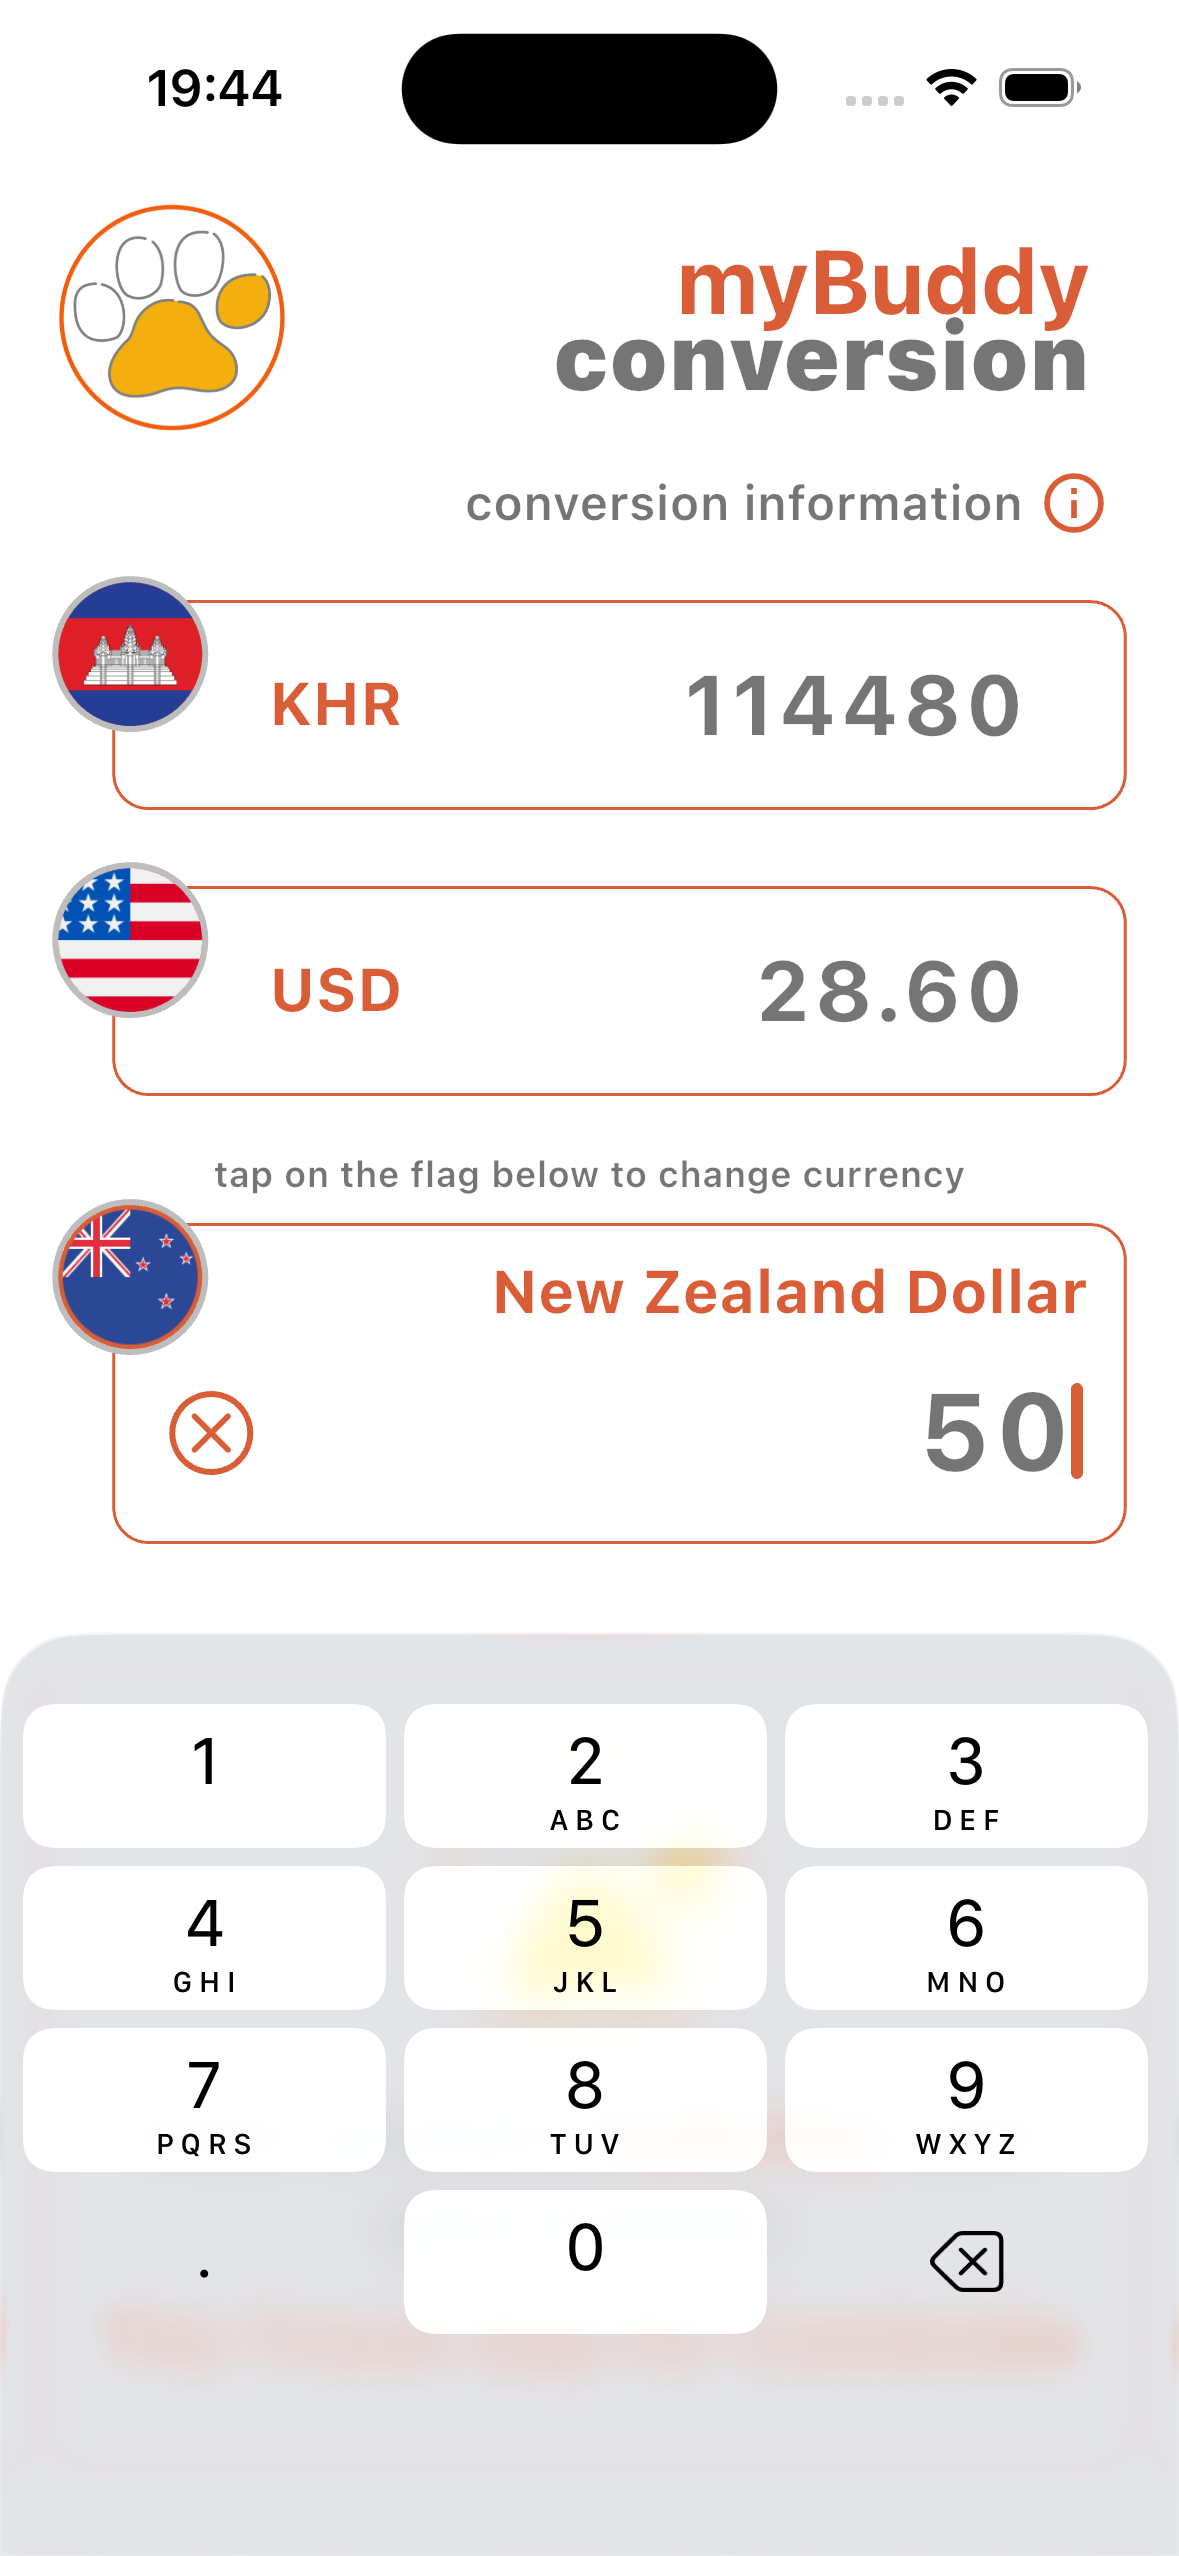 19:44
myBuddy
conversion
conversion information
KHR 114480
USD 28.60
tap on the flag below to change currency
New Zealand Dollar
50
1 2 3
ABC DEF
4 5 6
GHI JKL MNO
7 8 9
PQRS TUV WXYZ
. 0